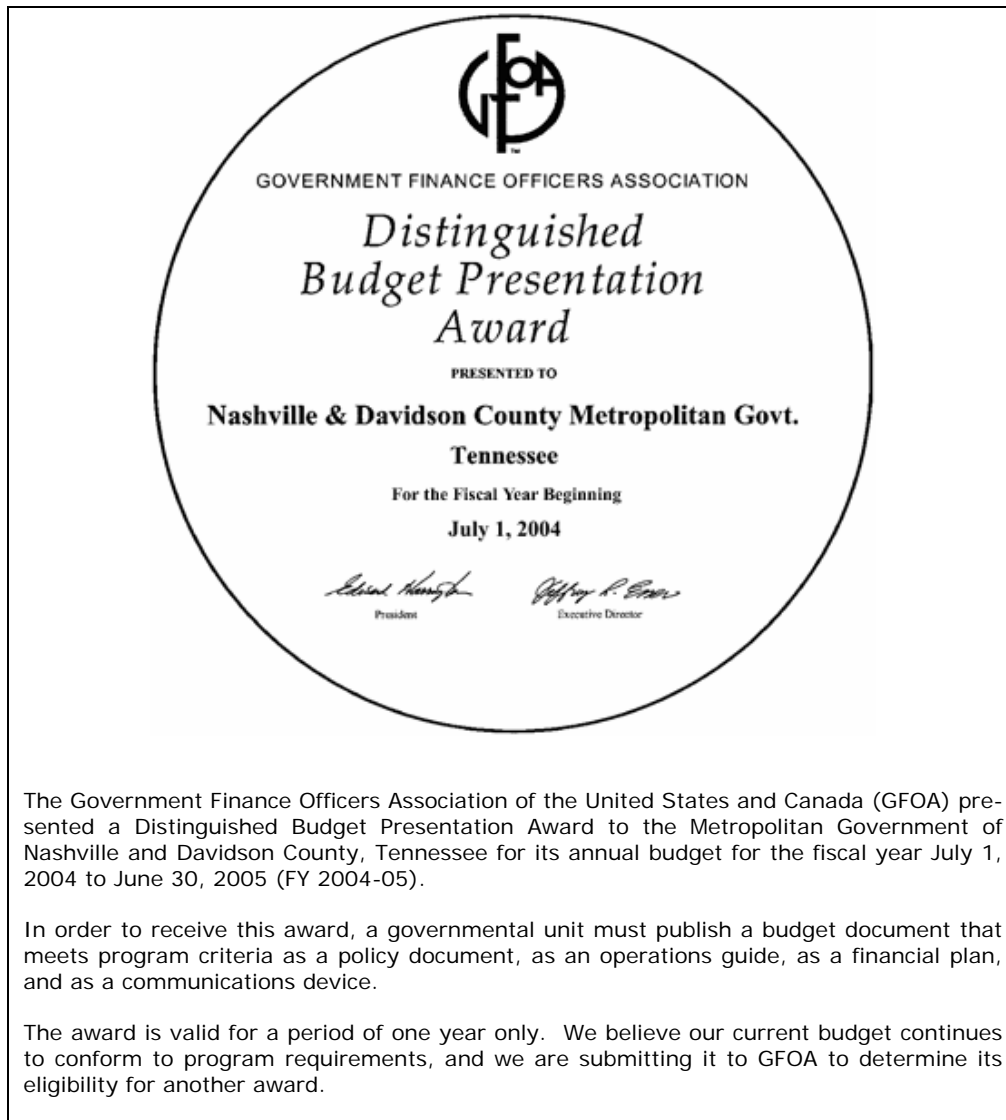 GFOA
™
GOVERNMENT FINANCE OFFICERS ASSOCIATION
Distinguished
Budget Presentation
Award
PRESENTED TO
Nashville & Davidson County Metropolitan Govt.
Tennessee
For the Fiscal Year Beginning
July 1, 2004
President
Executive Director
The Government Finance Officers Association of the United States and Canada (GFOA) pre-
sented a Distinguished Budget Presentation Award to the Metropolitan Government of
Nashville and Davidson County, Tennessee for its annual budget for the fiscal year July 1,
2004 to June 30, 2005 (FY 2004-05).
In order to receive this award, a governmental unit must publish a budget document that
meets program criteria as a policy document, as an operations guide, as a financial plan,
and as a communications device.
The award is valid for a period of one year only.  We believe our current budget continues
to conform to program requirements, and we are submitting it to GFOA to determine its
eligibility for another award.